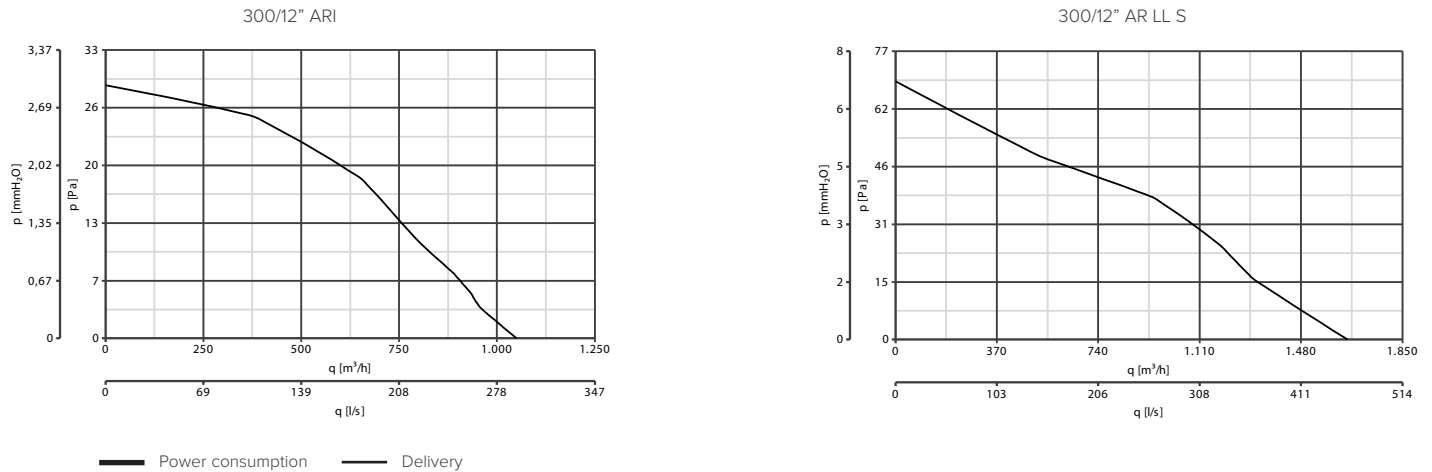 300/12” ARI
3,37
2,69
2,02
1,35
0,67
0
p [mmH₂O]
33
26
20
13
7
0
p [Pa]
0 250 500 750 1.000 1.250
q [m³/h]
0 69 139 208 278 347
q [l/s]
300/12” AR LL S
8
6
5
3
2
0
p [mmH₂O]
77
62
46
31
15
0
p [Pa]
0 370 740 1.110 1.480 1.850
q [m³/h]
0 103 206 308 411 514
q [l/s]
Power consumption Delivery